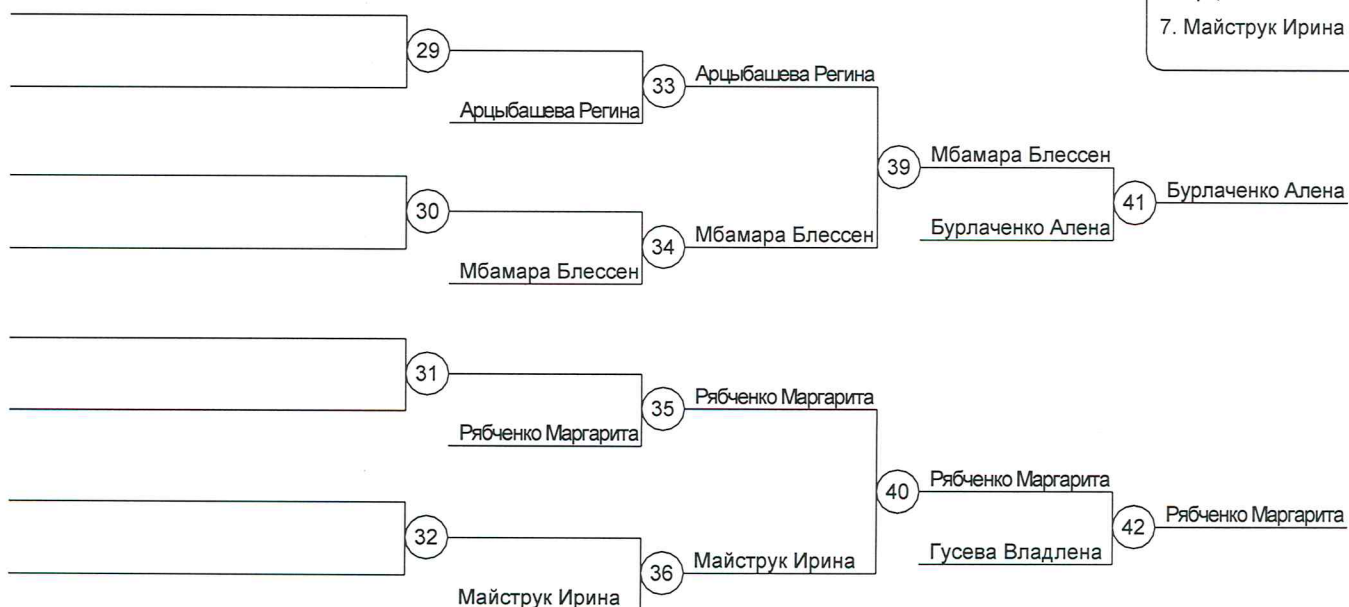 7. Майструк Ирина
29
33
Арцыбашева Регина
Арцыбашева Регина
39
Мбамара Блессен
41
Бурлаченко Алена
30
34
Мбамара Блессен
Бурлаченко Алена
Мбамара Блессен
31
35
Рябченко Маргарита
Рябченко Маргарита
40
Рябченко Маргарита
42
Рябченко Маргарита
32
36
Майструк Ирина
Гусева Владлена
Майструк Ирина